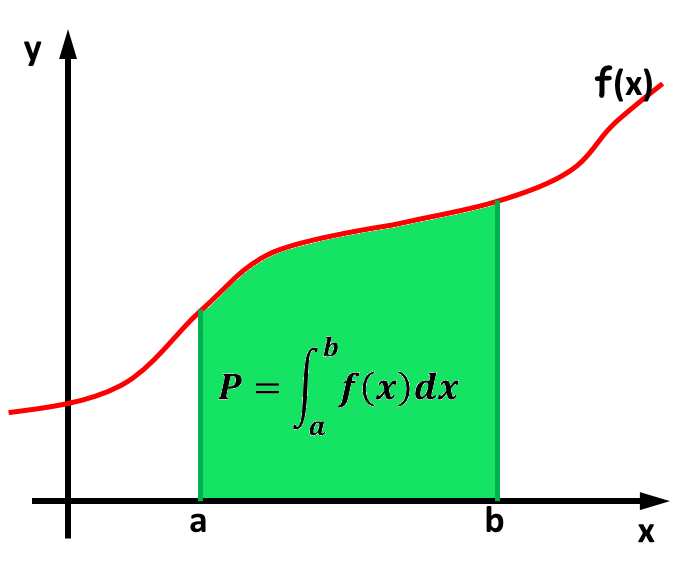 y
f(x)
P = ∫_a^b f(x)dx
a
b
x